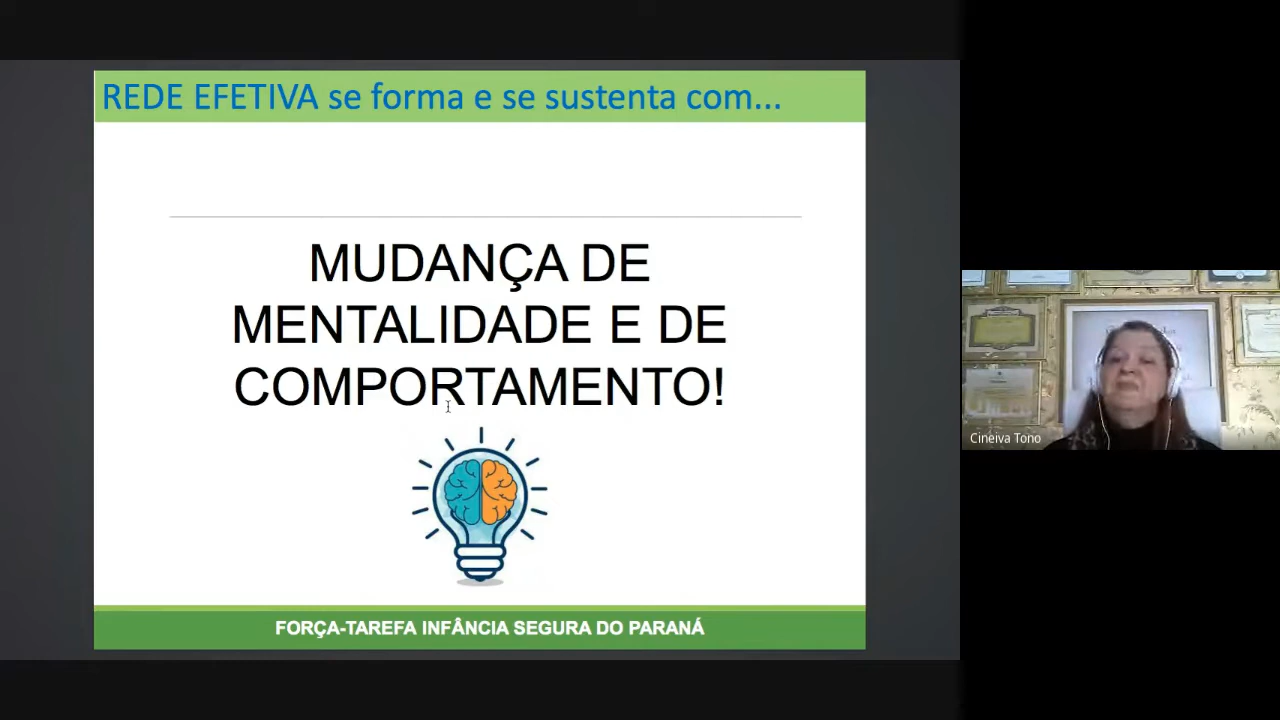 REDE EFETIVA se forma e se sustenta com...
MUDANÇA DE
MENTALIDADE E DE
COMPORTAMENTO!
FORÇA-TAREFA INFÂNCIA SEGURA DO PARANÁ
Cineiva Tono